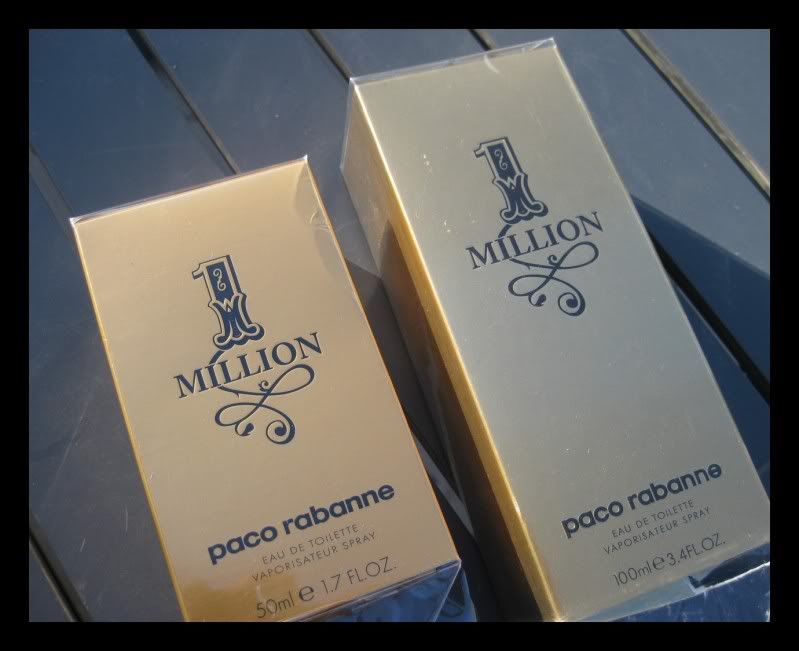 1
MILLION
paco rabanne
EAU DE TOILETTE
VAPORISATEUR SPRAY
50ml e 1.7 FL.OZ.
1
MILLION
paco rabanne
EAU DE TOILETTE
VAPORISATEUR SPRAY
100ml e 3.4FL.OZ.